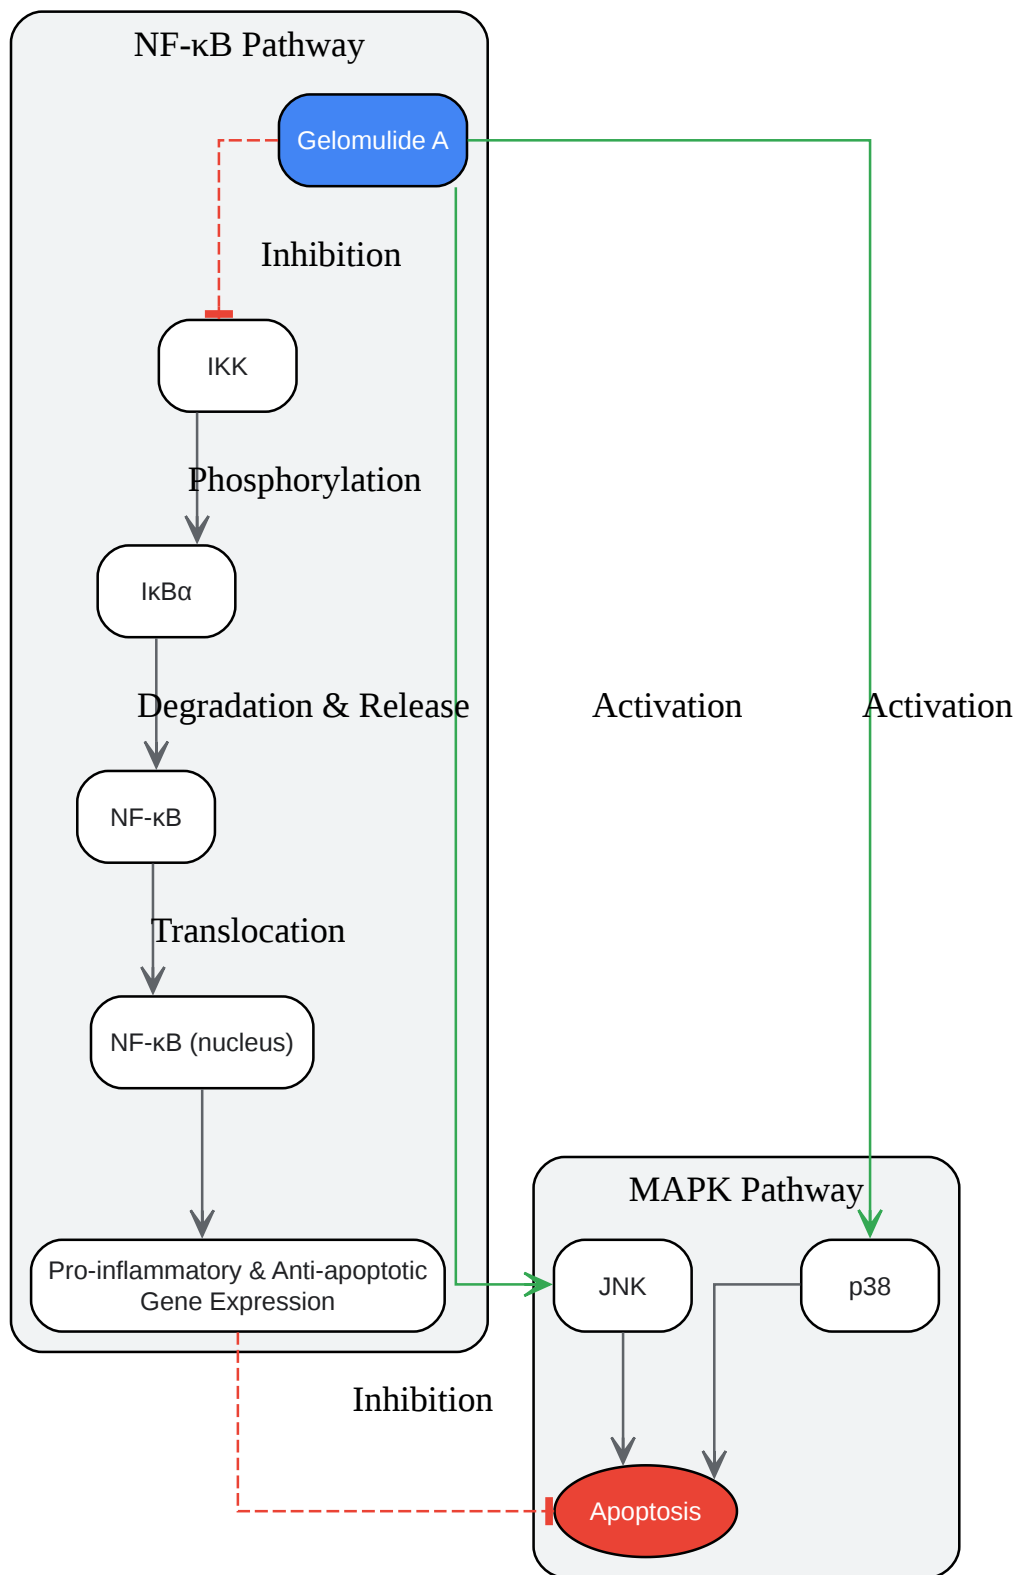 NF-κB Pathway
Gelomulide A
Inhibition
IKK
Phosphorylation
IκBα
Degradation & Release
Activation
Activation
NF-κB
Translocation
NF-κB (nucleus)
MAPK Pathway
Pro-inflammatory & Anti-apoptotic
Gene Expression
JNK
p38
Inhibition
Apoptosis